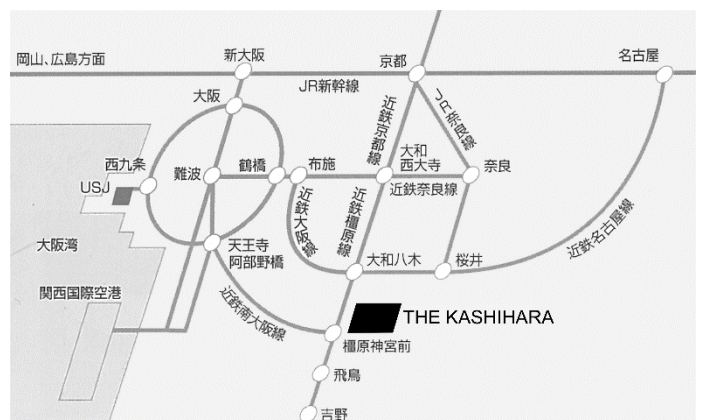 新大阪
京都
名古屋
岡山、広島方面
JR新幹線
大阪
近鉄京都線
JR奈良線
西九条
難波
鶴橋
布施
大和
西大寺
奈良
USJ
近鉄奈良線
近鉄大阪線
近鉄橿原線
近鉄名古屋線
大阪湾
天王寺
阿部野橋
大和八木
桜井
関西国際空港
近鉄南大阪線
THE KASHIHARA
橿原神宮前
飛鳥
吉野